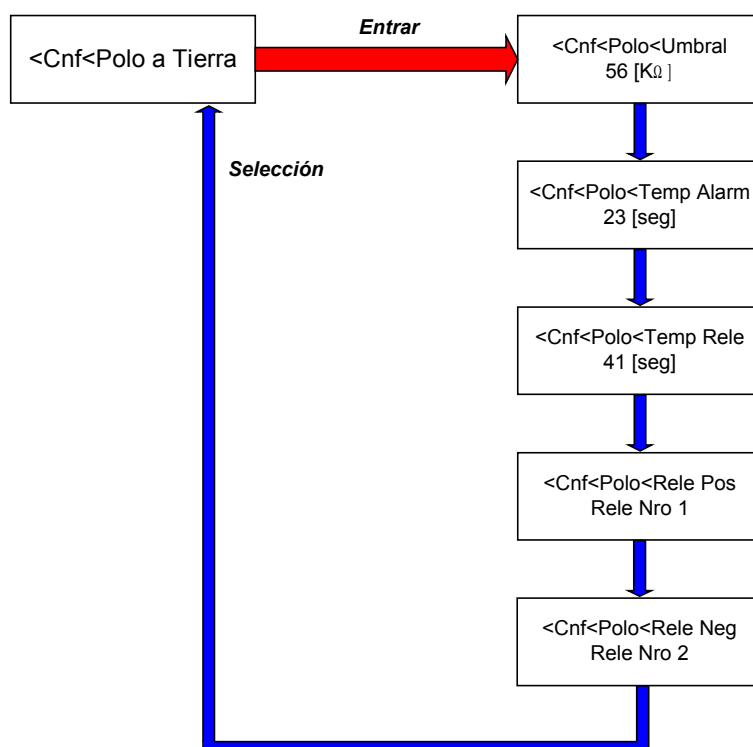 <Cnf<Polo a Tierra
Entrar
<Cnf<Polo<Umbral
56 [KΩ]
Selección
<Cnf<Polo<Temp Alarm
23 [seg]
<Cnf<Polo<Temp Rele
41 [seg]
<Cnf<Polo<Rele Pos
Rele Nro 1
<Cnf<Polo<Rele Neg
Rele Nro 2